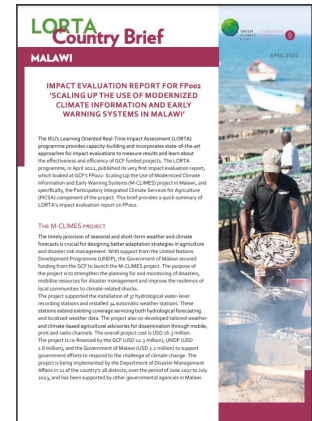 LORTA
Country Brief
GREEN
CLIMATE
FUND
MALAWI
APRIL 2022
IMPACT EVALUATION REPORT FOR FP002
'SCALING UP THE USE OF MODERNIZED
CLIMATE INFORMATION AND EARLY
WARNING SYSTEMS IN MALAWI'
The IEU's Learning Oriented Real-Time Impact Assessment (LORTA)
programme provides capacity-building and incorporates state-of-the-art
approaches for impact evaluations to measure results and learn about
the effectiveness and efficiency of GCF funded projects. The LORTA
programme, in April 2022, published its very first impact evaluation report,
which looked at GCF's FP002: Scaling Up the Use of Modernized Climate
Information and Early Warning Systems (M-CLIMES) project in Malawi, and
specifically, the Participatory Integrated Climate Services for Agriculture
(PICSA) component of the project. This brief provides a quick summary of
LORTA's impact evaluation report on FP002.
THE M-CLIMES PROJECT
The timely provision of seasonal and short-term weather and climate
forecasts is crucial for designing better adaptation strategies in agriculture
and disaster risk management. With support from the United Nations
Development Programme (UNDP), the Government of Malawi secured
funding from the GCF to launch the M-CLIMES project. The purpose of
the project is to strengthen the planning for and monitoring of disasters,
mobilize resources for disaster management and improve the resilience of
local communities to climate-related shocks.
The project supported the installation of 37 hydrological water-level
recording stations and installed 34 automatic weather stations. These
stations extend existing coverage servicing both hydrological forecasting
and localized weather data. The project also co-developed tailored weather-
and climate-based agricultural advisories for dissemination through mobile,
print and radio channels. The overall project cost is USD 16.3 million.
The project is co-financed by the GCF (USD 12.3 million), UNDP (USD
1.8 million), and the Government of Malawi (USD 2.2 million) to support
government efforts to respond to the challenge of climate change. The
project is being implemented by the Department of Disaster Management
Affairs in 21 of the country's 28 districts, over the period of June 2017 to July
2023, and has been supported by other governmental agencies in Malawi.